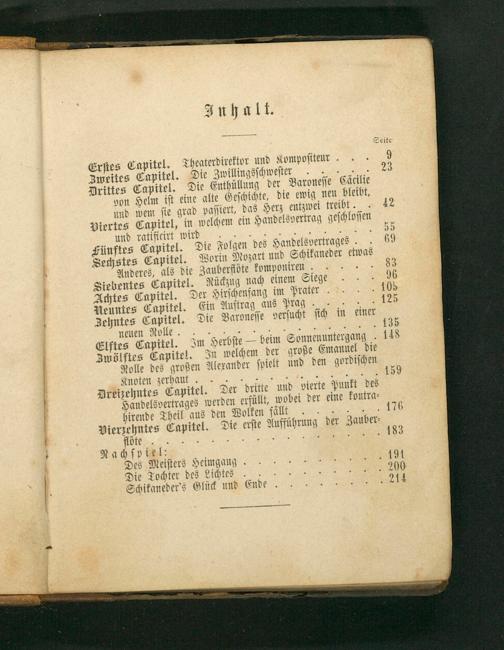 Inhalt.
Seite
Erstes Capitel. Theaterdirektor und Kompositeur . . . 9
Zweites Capitel. Die Zwillingsschwester . . . . . 23
Drittes Capitel. Die Enthüllung der Baronesse Cäcilie
von Helm ist eine alte Geschichte, die ewig neu bleibt,
und wem sie grad passiert, das Herz entzwei treibt . . 42
Viertes Capitel, in welchem ein Handelsvertrag geschlossen
und ratificirt wird . . . . . . . . . . 55
Fünftes Capitel. Die Folgen des Handelsvertrages . . . 69
Sechstes Capitel. Worin Mozart und Schikaneder etwas
Anderes, als die Zauberflöte komponiren . . . . . 83
Siebentes Capitel. Rückzug nach einem Siege . . . . 96
Achtes Capitel. Der Hirschenfang im Prater . . . . . 105
Neuntes Capitel. Ein Auftrag aus Prag . . . . . 125
Zehntes Capitel. Die Baronesse versucht sich in einer
neuen Rolle . . . . . . . . . . . . 135
Elftes Capitel. Im Herbste — beim Sonnenuntergang . 148
Zwölftes Capitel. In welchem der große Emanuel die
Rolle des großen Alexander spielt und den gordischen
Knoten zerhaut . . . . . . . . . . . 159
Dreizehntes Capitel. Der dritte und vierte Punkt des
Handelsvertrages werden erfüllt, wobei der eine kontra-
hirende Theil aus den Wolken fällt . . . . . . 176
Vierzehntes Capitel. Die erste Aufführung der Zauber-
flöte . . . . . . . . . . . . . . 183
Nachspiel:
Des Meisters Heimgang . . . . . . . . . 191
Die Tochter des Lichtes . . . . . . . . . 200
Schikaneder's Glück und Ende . . . . . . . 214